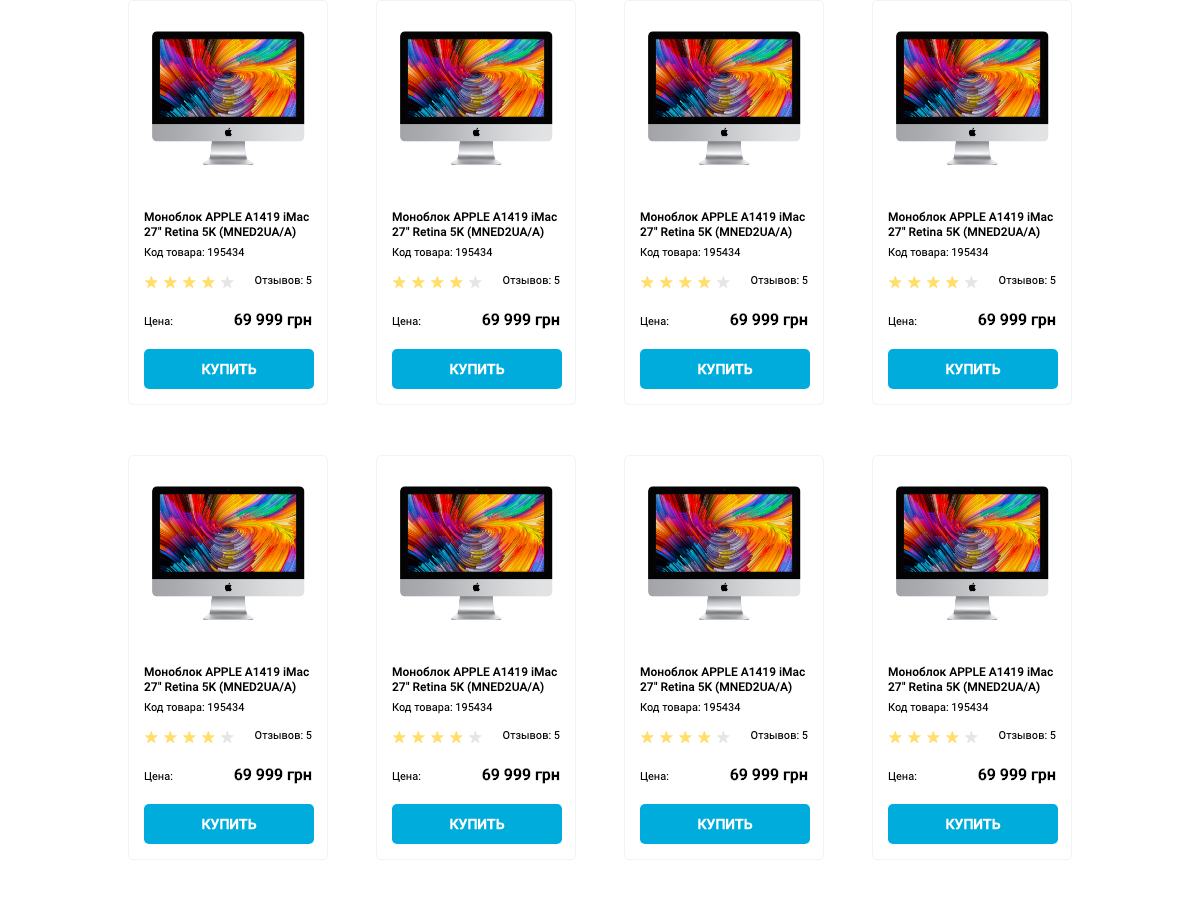 Моноблок APPLE A1419 iMac
27" Retina 5K (MNED2UA/A)
Код товара: 195434
Отзывов: 5
Цена: 69 999 грн
КУПИТЬ
Моноблок APPLE A1419 iMac
27" Retina 5K (MNED2UA/A)
Код товара: 195434
Отзывов: 5
Цена: 69 999 грн
КУПИТЬ
Моноблок APPLE A1419 iMac
27" Retina 5K (MNED2UA/A)
Код товара: 195434
Отзывов: 5
Цена: 69 999 грн
КУПИТЬ
Моноблок APPLE A1419 iMac
27" Retina 5K (MNED2UA/A)
Код товара: 195434
Отзывов: 5
Цена: 69 999 грн
КУПИТЬ
Моноблок APPLE A1419 iMac
27" Retina 5K (MNED2UA/A)
Код товара: 195434
Отзывов: 5
Цена: 69 999 грн
КУПИТЬ
Моноблок APPLE A1419 iMac
27" Retina 5K (MNED2UA/A)
Код товара: 195434
Отзывов: 5
Цена: 69 999 грн
КУПИТЬ
Моноблок APPLE A1419 iMac
27" Retina 5K (MNED2UA/A)
Код товара: 195434
Отзывов: 5
Цена: 69 999 грн
КУПИТЬ
Моноблок APPLE A1419 iMac
27" Retina 5K (MNED2UA/A)
Код товара: 195434
Отзывов: 5
Цена: 69 999 грн
КУПИТЬ